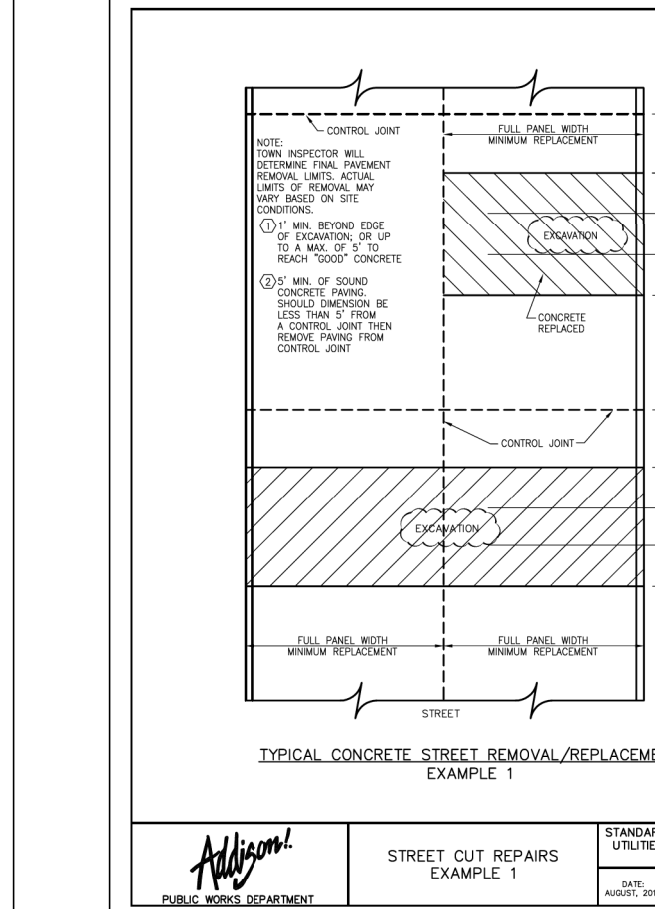 CONTROL JOINT
FULL PANEL WIDTH
MINIMUM REPLACEMENT
NOTE:
TOWN INSPECTOR WILL
DETERMINE FINAL PAVEMENT
REMOVAL LIMITS. ACTUAL
LIMITS OF REMOVAL MAY
VARY BASED ON SITE
CONDITIONS.
1 1' MIN. BEYOND EDGE
OF EXCAVATION; OR UP
TO A MAX. OF 5' TO
REACH "GOOD" CONCRETE
2 5' MIN. OF SOUND
CONCRETE PAVING.
SHOULD DIMENSION BE
LESS THAN 5' FROM
A CONTROL JOINT THEN
REMOVE PAVING FROM
CONTROL JOINT
EXCAVATION
CONCRETE
REPLACED
CONTROL JOINT
EXCAVATION
FULL PANEL WIDTH
MINIMUM REPLACEMENT
FULL PANEL WIDTH
MINIMUM REPLACEMENT
STREET
TYPICAL CONCRETE STREET REMOVAL/REPLACEME
EXAMPLE 1
Addison!
PUBLIC WORKS DEPARTMENT
STREET CUT REPAIRS
EXAMPLE 1
STANDAR
UTILITIE
DATE:
AUGUST, 201